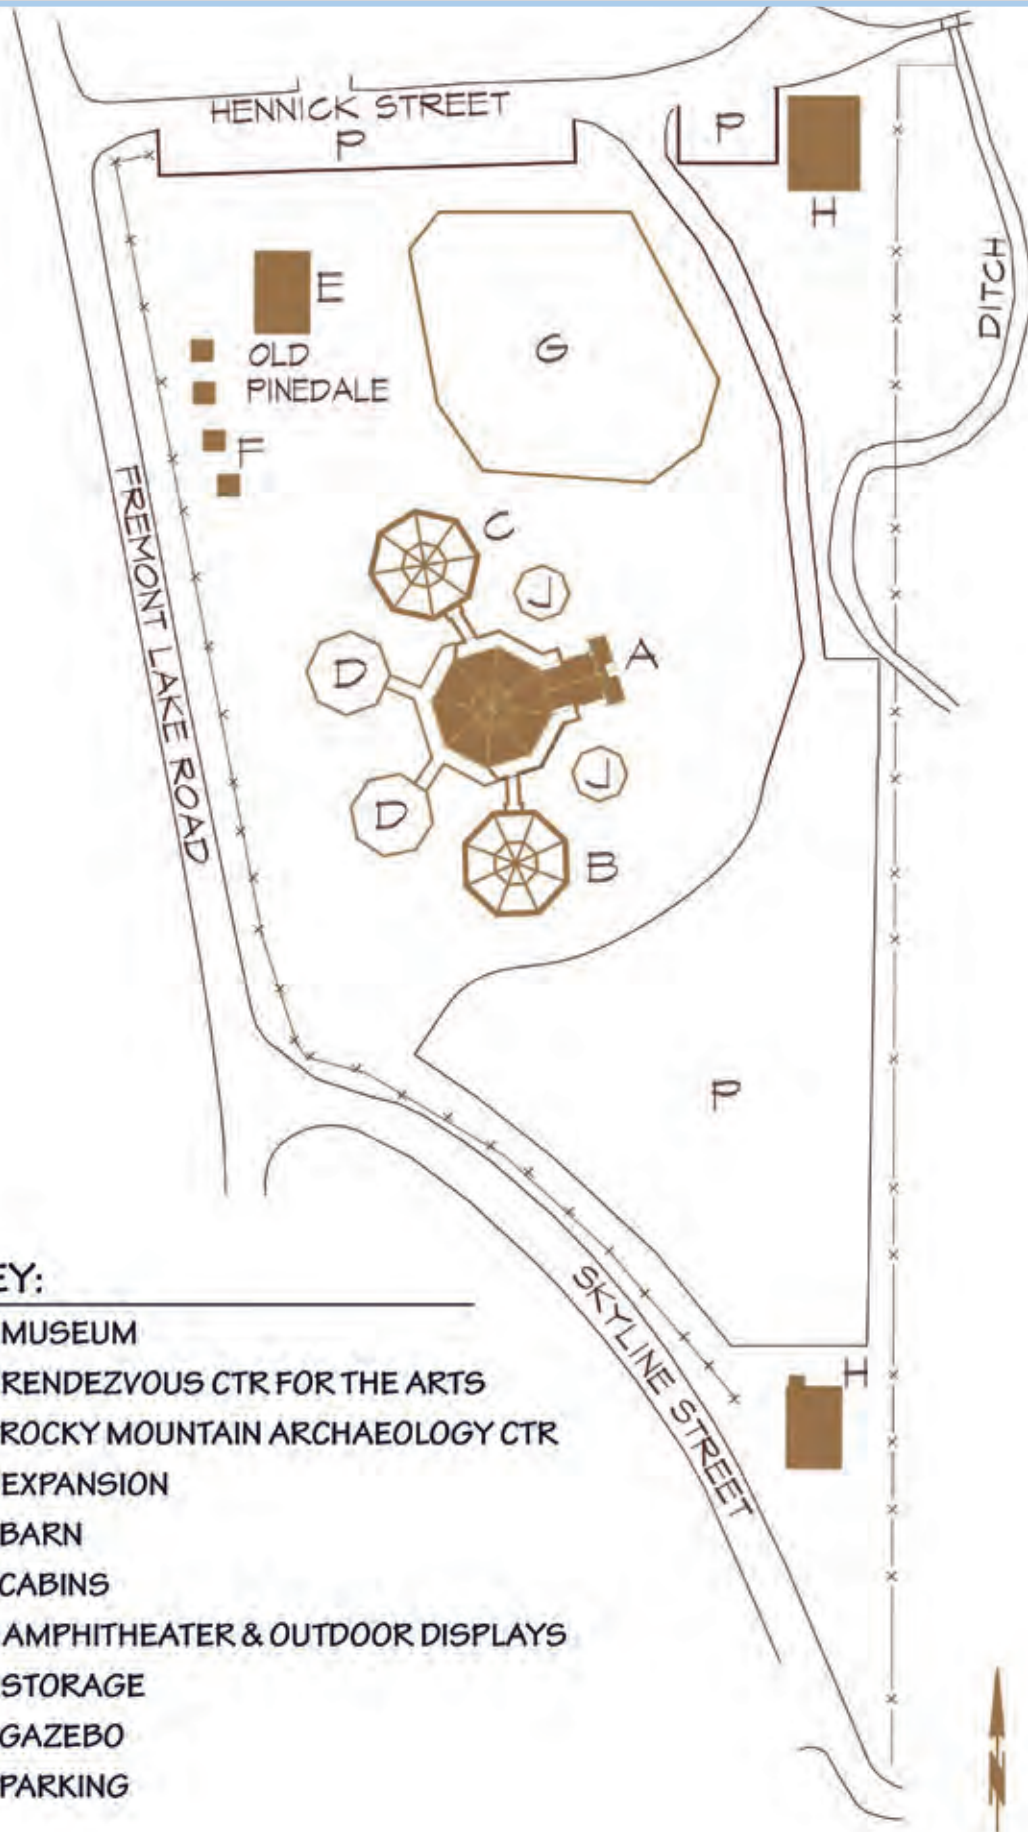 HENNICK STREET
P
P
H
E
DITCH
G
OLD
PINEDALE
F
FREMONT LAKE ROAD
C
J
A
D
J
D
B
P
SKYLINE STREET
H
EY:
MUSEUM
RENDEZVOUS CTR FOR THE ARTS
ROCKY MOUNTAIN ARCHAEOLOGY CTR
EXPANSION
BARN
CABINS
AMPHITHEATER & OUTDOOR DISPLAYS
STORAGE
GAZEBO
PARKING
N